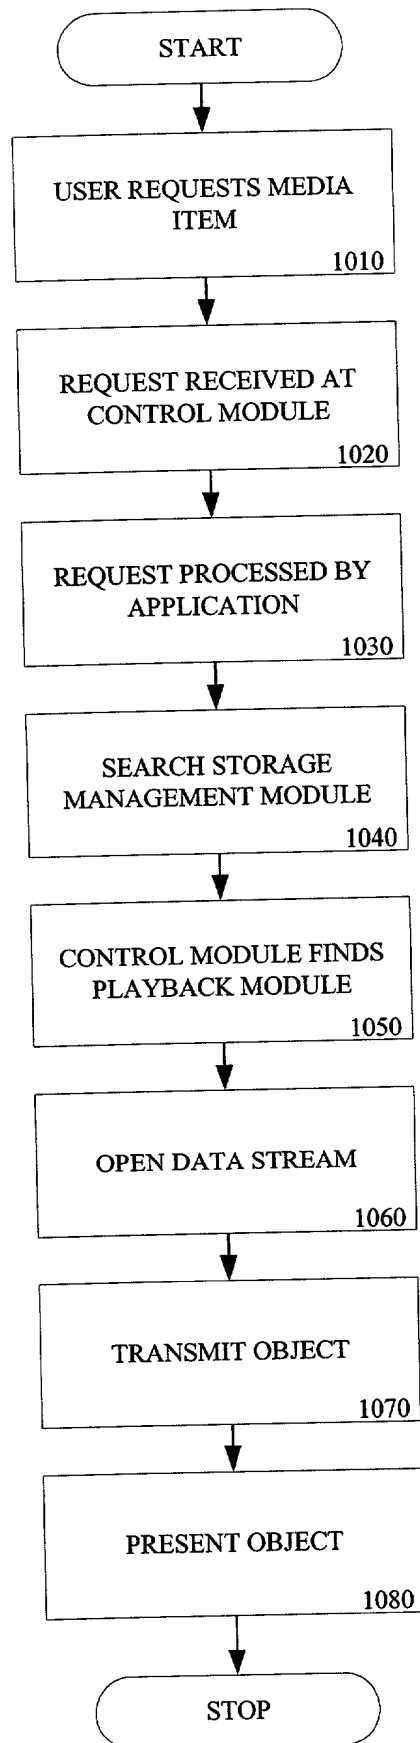 START
USER REQUESTS MEDIA
ITEM
1010
REQUEST RECEIVED AT
CONTROL MODULE
1020
REQUEST PROCESSED BY
APPLICATION
1030
SEARCH STORAGE
MANAGEMENT MODULE
1040
CONTROL MODULE FINDS
PLAYBACK MODULE
1050
OPEN DATA STREAM
1060
TRANSMIT OBJECT
1070
PRESENT OBJECT
1080
STOP